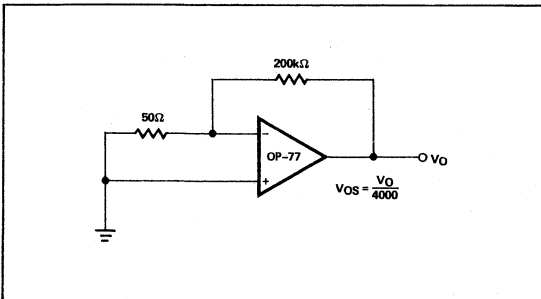 200kΩ
50Ω
−
OP-77
+
VO
VOS = VO
4000